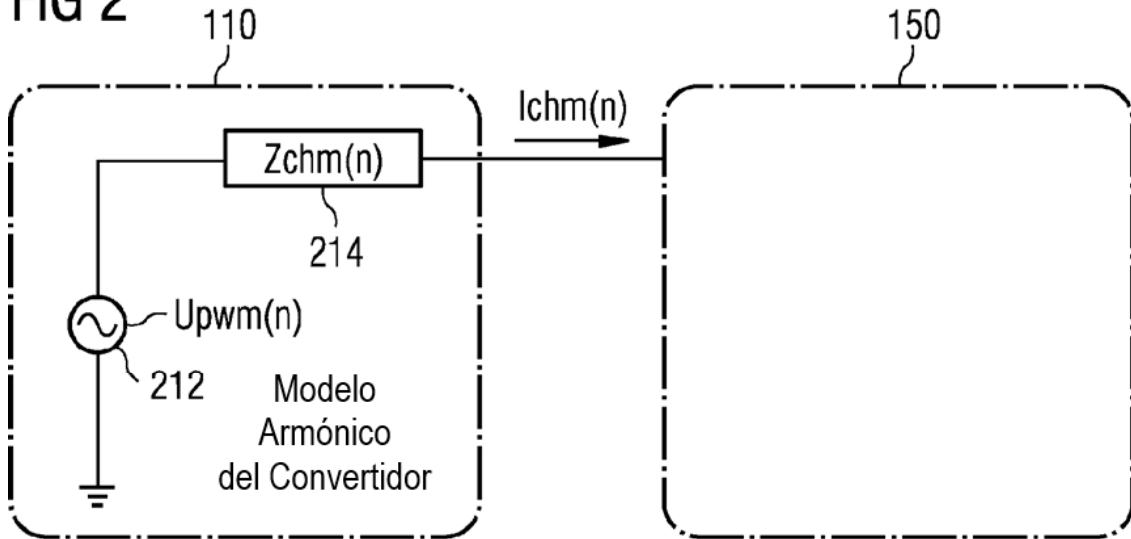 FIG 2
110
150
Ichm(n)
Zchm(n)
214
Upwm(n)
212
Modelo
Armónico
del Convertidor